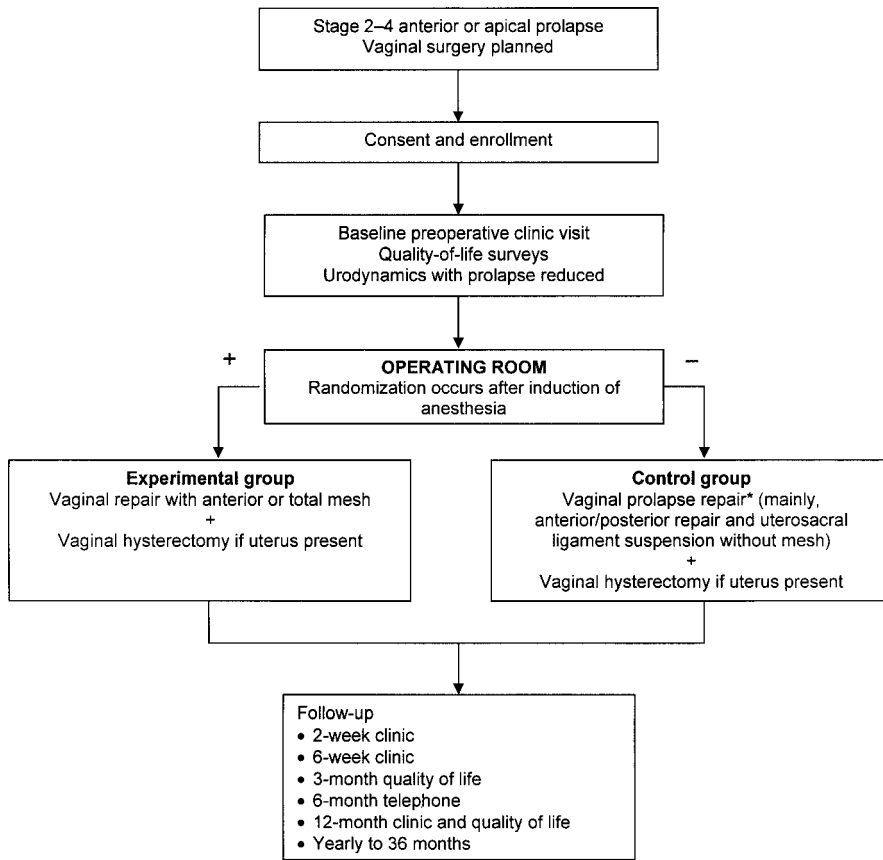 Stage 2–4 anterior or apical prolapse
Vaginal surgery planned
Consent and enrollment
Baseline preoperative clinic visit
Quality-of-life surveys
Urodynamics with prolapse reduced
+
–
OPERATING ROOM
Randomization occurs after induction of
anesthesia
Experimental group
Vaginal repair with anterior or total mesh
+
Vaginal hysterectomy if uterus present
Control group
Vaginal prolapse repair* (mainly,
anterior/posterior repair and uterosacral
ligament suspension without mesh)
+
Vaginal hysterectomy if uterus present
Follow-up
• 2-week clinic
• 6-week clinic
• 3-month quality of life
• 6-month telephone
• 12-month clinic and quality of life
• Yearly to 36 months